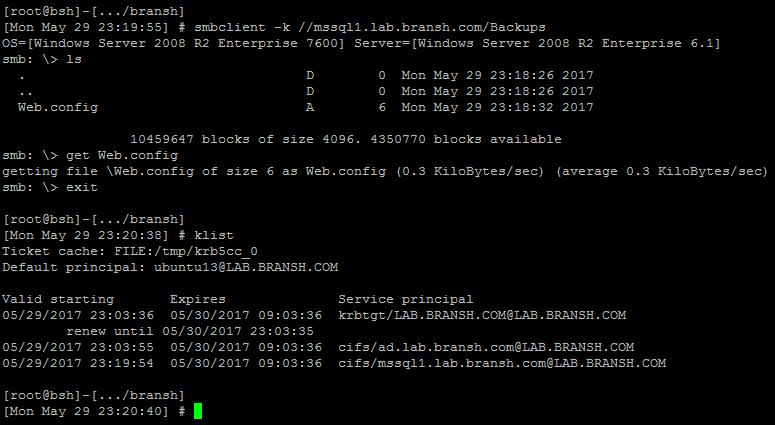 [root@bsh]-[.../bransh]
[Mon May 29 23:19:55] # smbclient -k //mssql1.lab.bransh.com/Backups
OS=[Windows Server 2008 R2 Enterprise 7600] Server=[Windows Server 2008 R2 Enterprise 6.1]
smb: \> ls
  .                                   D        0  Mon May 29 23:18:26 2017
  ..                                  D        0  Mon May 29 23:18:26 2017
  Web.config                          A        6  Mon May 29 23:18:32 2017
                10459647 blocks of size 4096. 4350770 blocks available
smb: \> get Web.config
getting file \Web.config of size 6 as Web.config (0.3 KiloBytes/sec) (average 0.3 KiloBytes/sec)
smb: \> exit
[root@bsh]-[.../bransh]
[Mon May 29 23:20:38] # klist
Ticket cache: FILE:/tmp/krb5cc_0
Default principal: ubuntu13@LAB.BRANSH.COM
Valid starting       Expires              Service principal
05/29/2017 23:03:36  05/30/2017 09:03:36  krbtgt/LAB.BRANSH.COM@LAB.BRANSH.COM
        renew until 05/30/2017 23:03:35
05/29/2017 23:03:55  05/30/2017 09:03:36  cifs/ad.lab.bransh.com@LAB.BRANSH.COM
05/29/2017 23:19:54  05/30/2017 09:03:36  cifs/mssql1.lab.bransh.com@LAB.BRANSH.COM
[root@bsh]-[.../bransh]
[Mon May 29 23:20:40] #